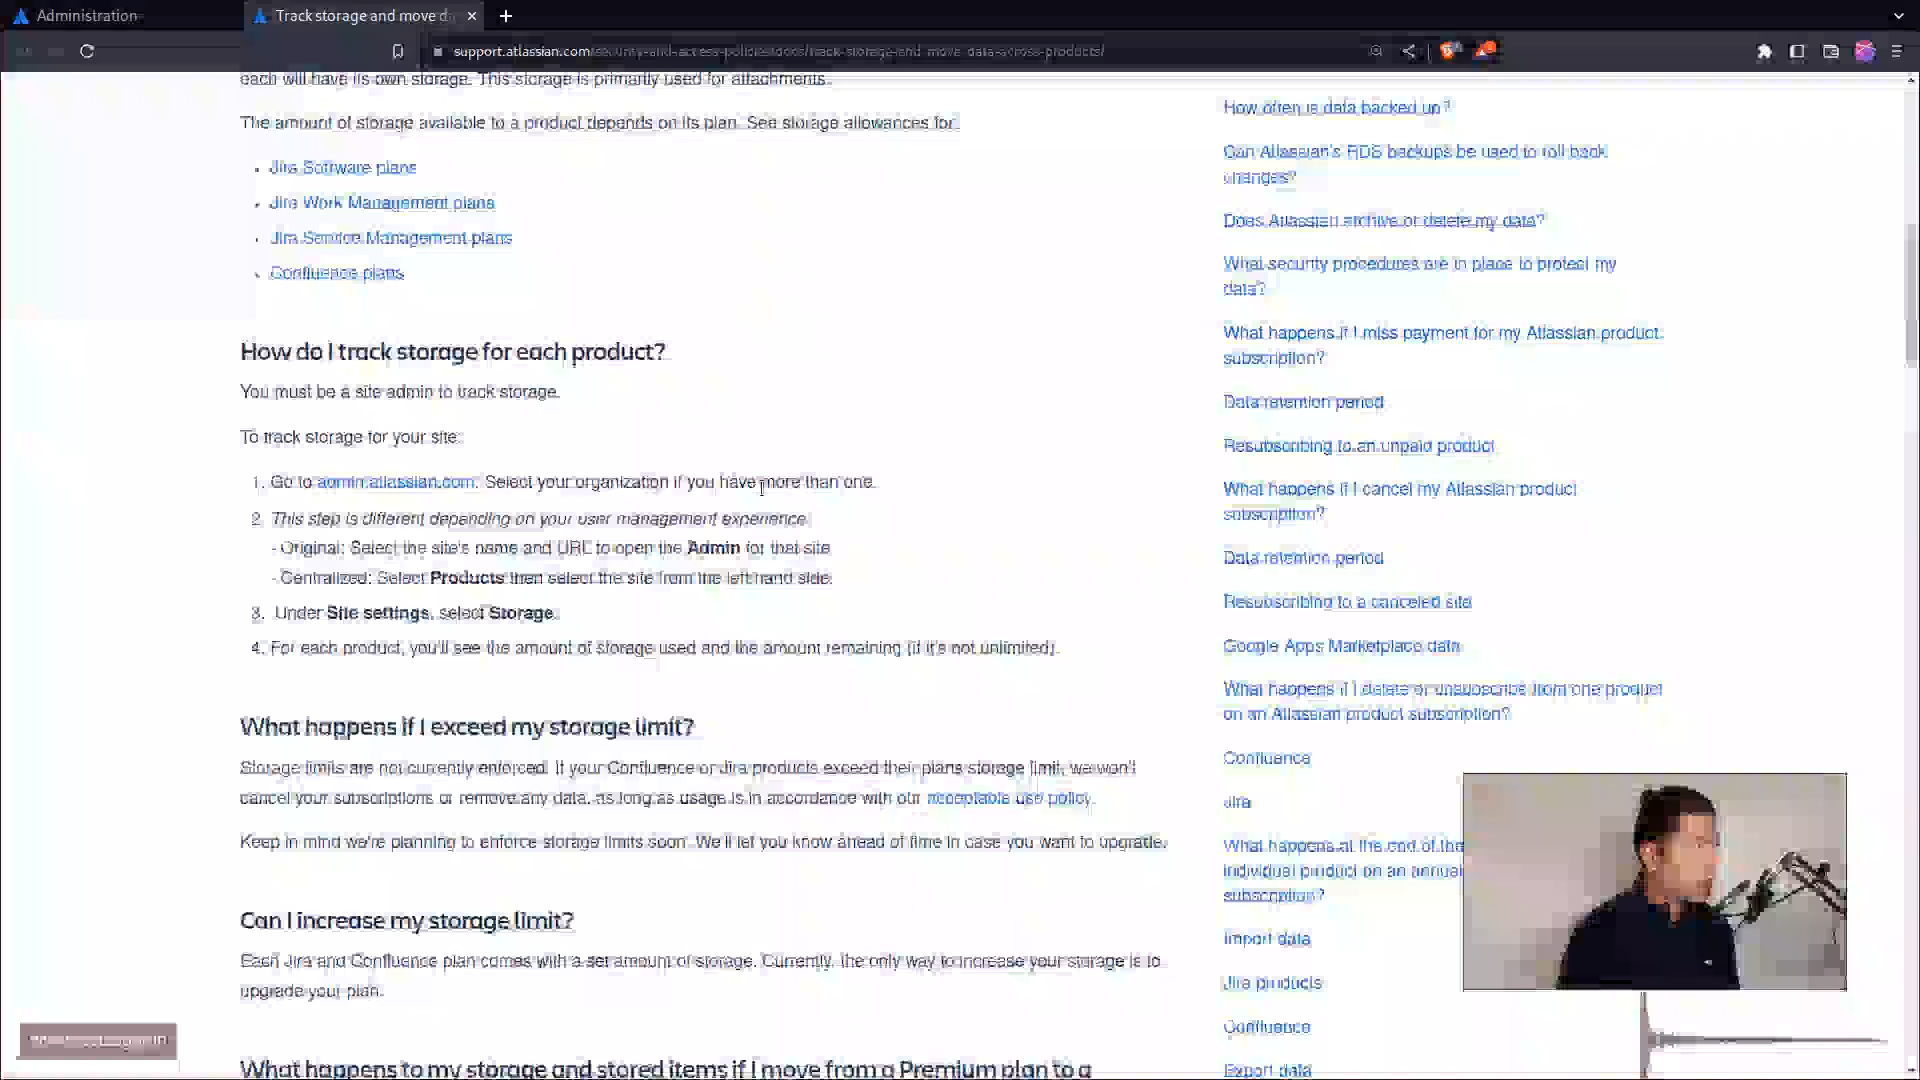 Administration
Track storage and move d
support.atlassian.com/security-and-access-policies/docs/track-storage-and-move-data-across-products/
each will have its own storage. This storage is primarily used for attachments.
The amount of storage available to a product depends on its plan. See storage allowances for:
• Jira Software plans
• Jira Work Management plans
• Jira Service Management plans
• Confluence plans
How do I track storage for each product?
You must be a site admin to track storage.
To track storage for your site:
1. Go to admin.atlassian.com. Select your organization if you have more than one.
2. This step is different depending on your user management experience
- Original: Select the site's name and URL to open the Admin for that site
- Centralized: Select Products then select the site from the left hand side.
3. Under Site settings, select Storage.
4. For each product, you'll see the amount of storage used and the amount remaining (if it's not unlimited).
What happens if I exceed my storage limit?
Storage limits are not currently enforced. If your Confluence or Jira products exceed their plans storage limit, we won't
cancel your subscriptions or remove any data, as long as usage is in accordance with our acceptable use policy.
Keep in mind we're planning to enforce storage limits soon. We'll let you know ahead of time in case you want to upgrade.
Can I increase my storage limit?
Each Jira and Confluence plan comes with a set amount of storage. Currently, the only way to increase your storage is to
upgrade your plan.
What happens to my storage and stored items if I move from a Premium plan to a
How often is data backed up?
Can Atlassian's RDS backups be used to roll back
changes?
Does Atlassian archive or delete my data?
What security procedures are in place to protect my
data?
What happens if I miss payment for my Atlassian product
subscription?
Data retention period
Resubscribing to an unpaid product
What happens if I cancel my Atlassian product
subscription?
Data retention period
Resubscribing to a canceled site
Google Apps Marketplace data
What happens if I delete or unsubscribe from one product
on an Atlassian product subscription?
Confluence
Jira
What happens at the end of the
individual product on an annual
subscription?
Import data
Jira products
Confluence
Export data